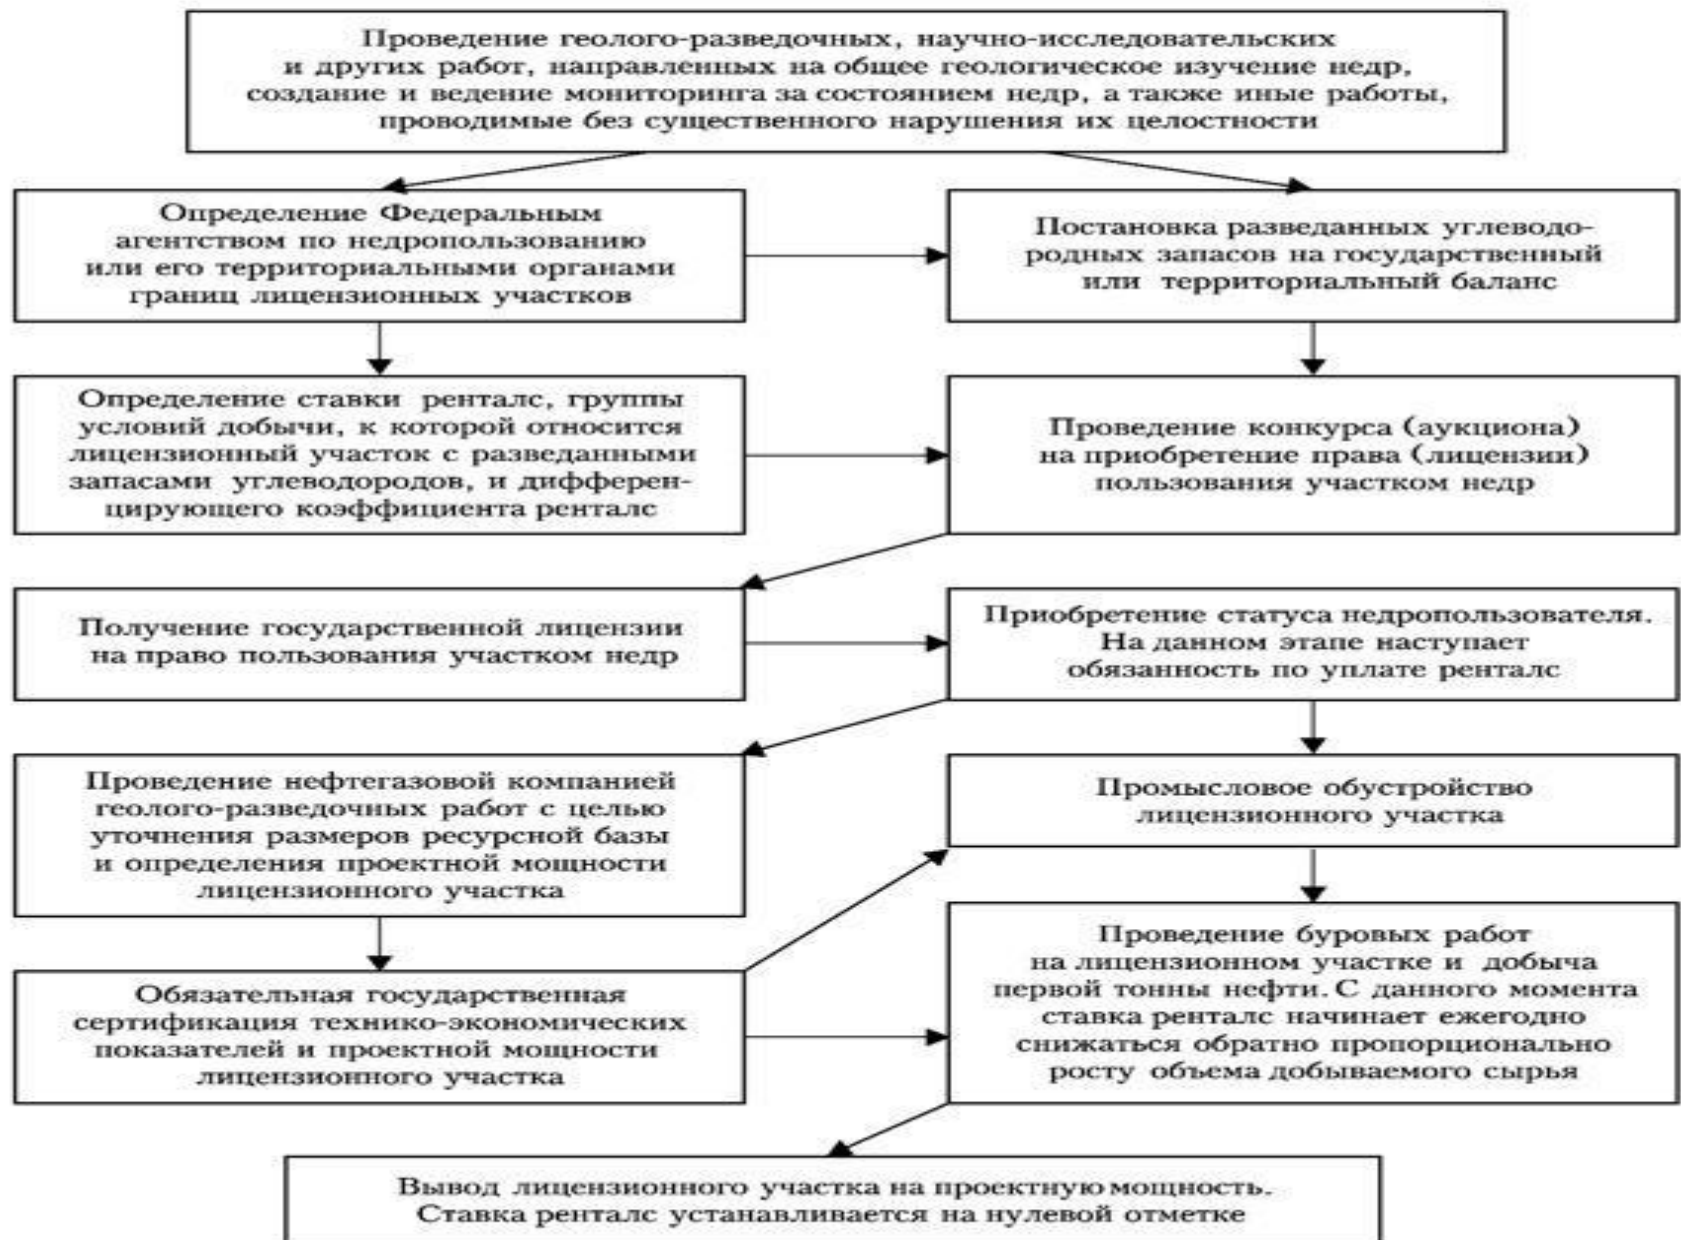 Проведение геолого-разведочных, научно-исследовательских
и других работ, направленных на общее геологическое изучение недр,
создание и ведение мониторинга за состоянием недр, а также иные работы,
проводимые без существенного нарушения их целостности
Определение Федеральным
агентством по недропользованию
или его территориальными органами
границ лицензионных участков
Постановка разведанных углеводо-
родных запасов на государственный
или территориальный баланс
Определение ставки ренталс, группы
условий добычи, к которой относится
лицензионный участок с разведанными
запасами углеводородов, и дифферен-
цирующего коэффициента ренталс
Проведение конкурса (аукциона)
на приобретение права (лицензии)
пользования участком недр
Получение государственной лицензии
на право пользования участком недр
Приобретение статуса недропользователя.
На данном этапе наступает
обязанность по уплате ренталс
Проведение нефтегазовой компанией
геолого-разведочных работ с целью
уточнения размеров ресурсной базы
и определения проектной мощности
лицензионного участка
Промысловое обустройство
лицензионного участка
Обязательная государственная
сертификация технико-экономических
показателей и проектной мощности
лицензионного участка
Проведение буровых работ
на лицензионном участке и добыча
первой тонны нефти. С данного момента
ставка ренталс начинает ежегодно
снижаться обратно пропорционально
росту объема добываемого сырья
Вывод лицензионного участка на проектную мощность.
Ставка ренталс устанавливается на нулевой отметке